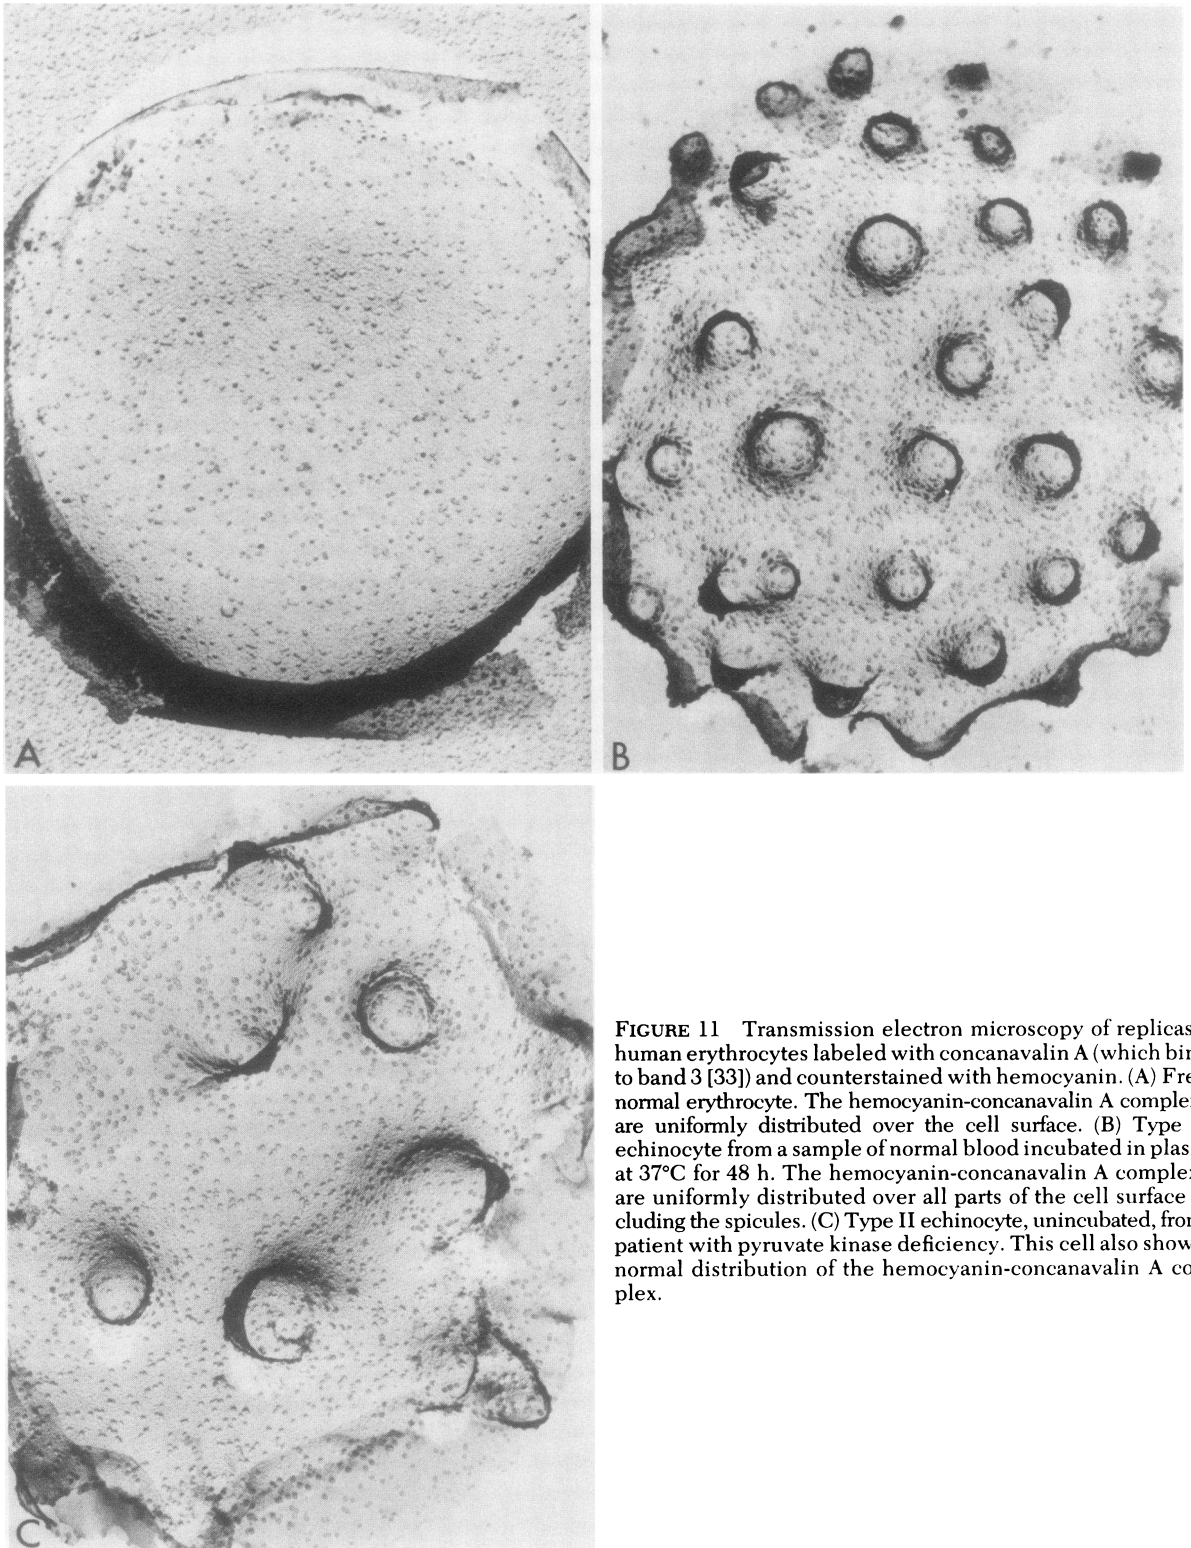 A
B
C
FIGURE 11 Transmission electron microscopy of replicas
human erythrocytes labeled with concanavalin A (which bin
to band 3 [33]) and counterstained with hemocyanin. (A) Fre
normal erythrocyte. The hemocyanin-concanavalin A comple
are uniformly distributed over the cell surface. (B) Type
echinocyte from a sample of normal blood incubated in plas
at 37°C for 48 h. The hemocyanin-concanavalin A comple
are uniformly distributed over all parts of the cell surface
cluding the spicules. (C) Type II echinocyte, unincubated, fro
patient with pyruvate kinase deficiency. This cell also show
normal distribution of the hemocyanin-concanavalin A co
plex.